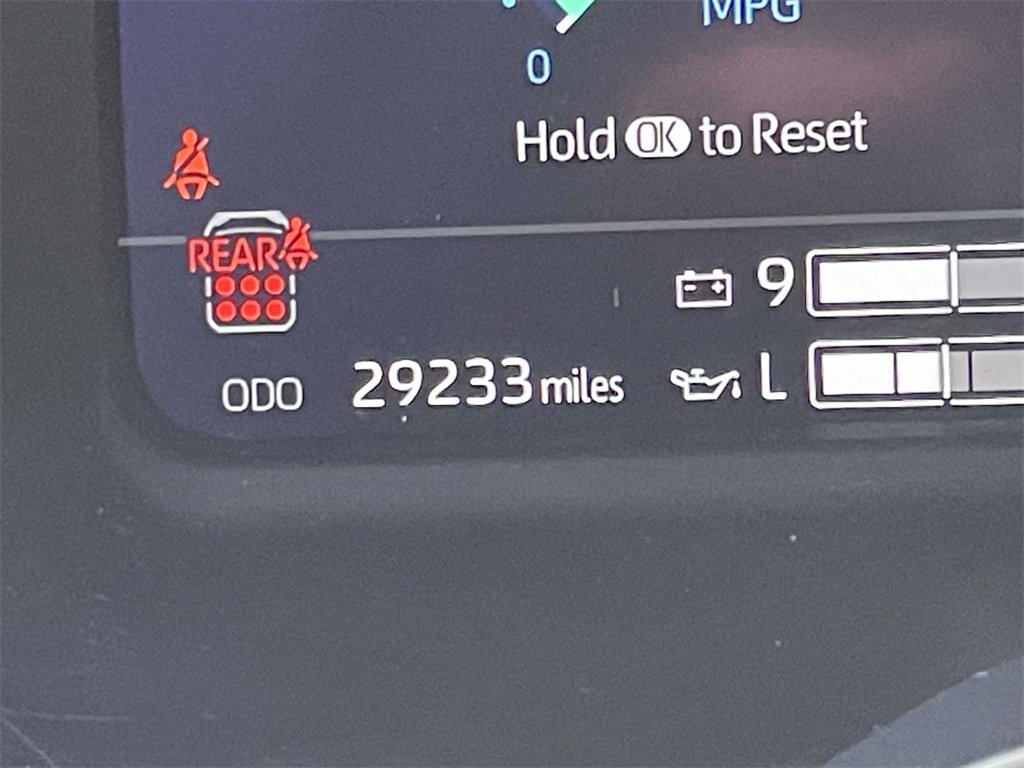 MPG
0
Hold OK to Reset
REAR
9
ODO 29233 miles L